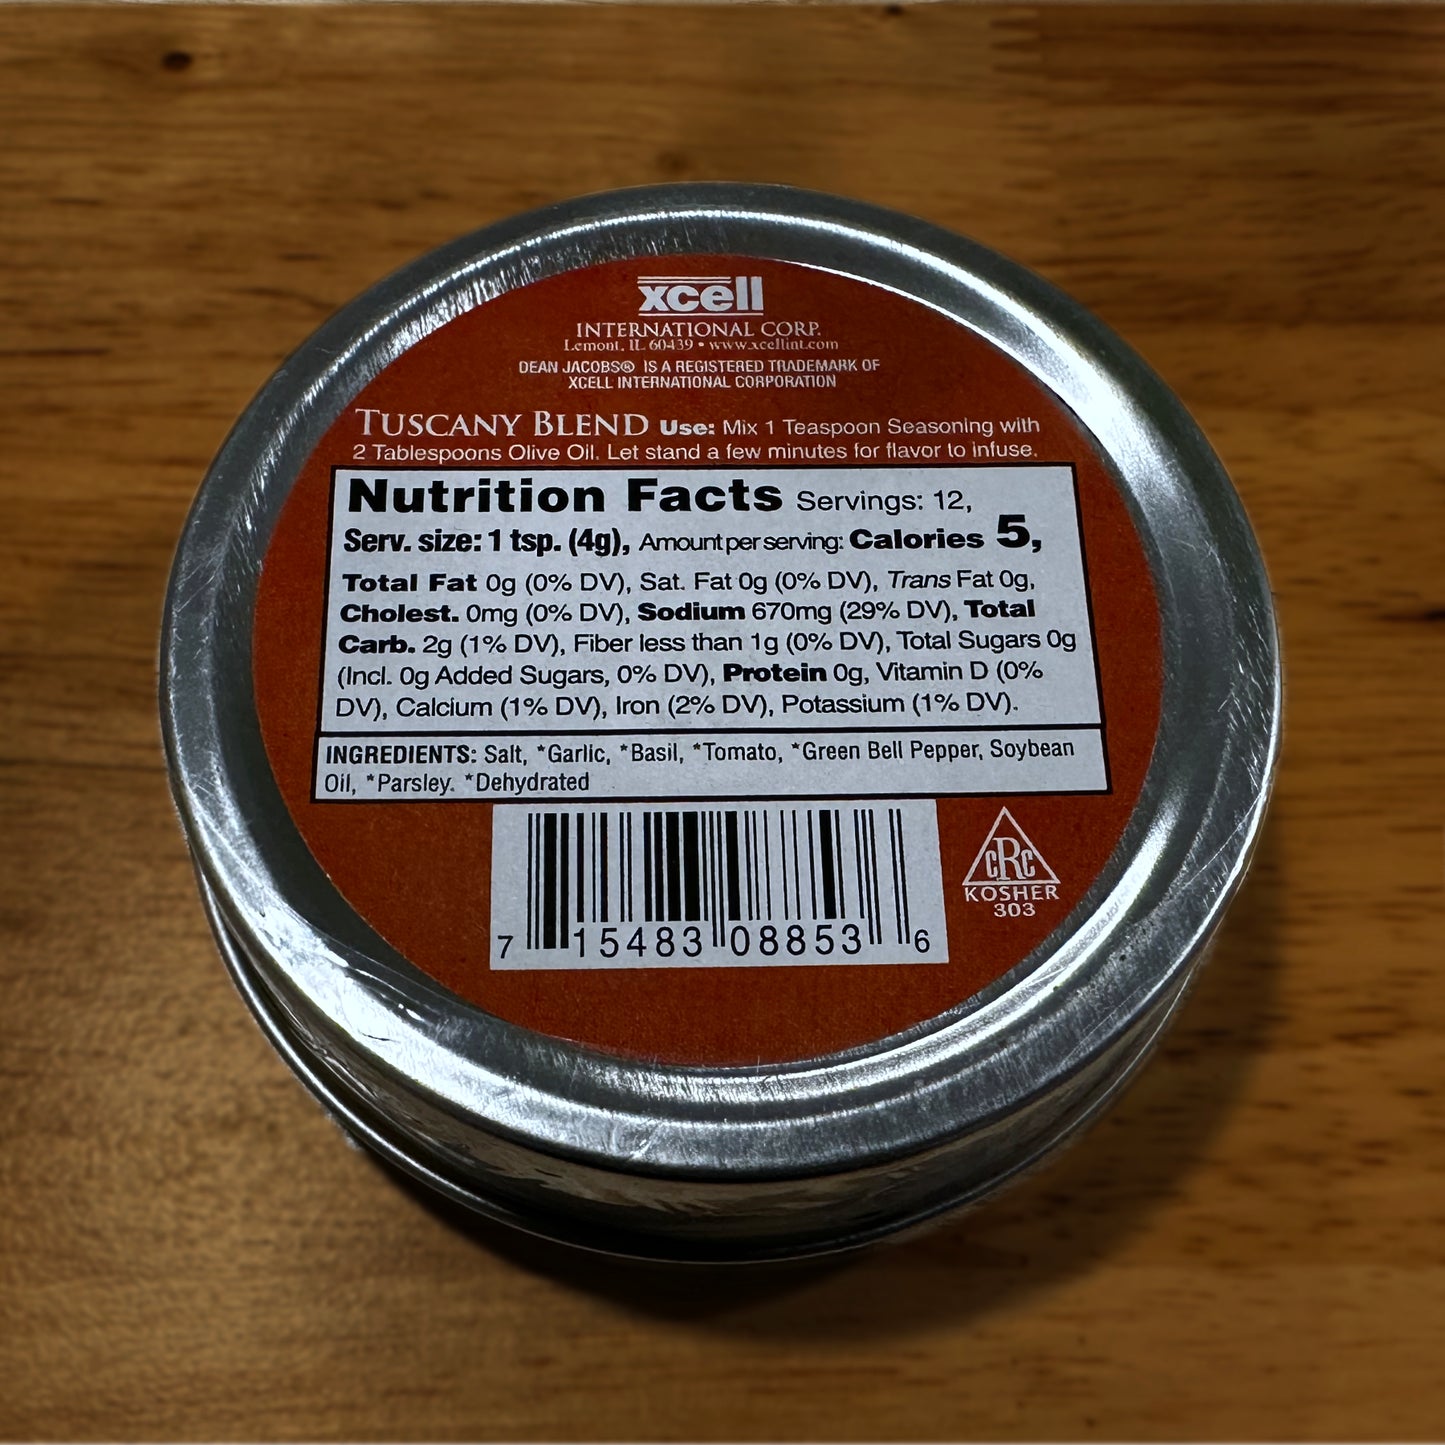 xcell
INTERNATIONAL CORP.
Lemont, IL 60439 • www.xcellint.com
DEAN JACOBS® IS A REGISTERED TRADEMARK OF
XCELL INTERNATIONAL CORPORATION
TUSCANY BLEND Use: Mix 1 Teaspoon Seasoning with
2 Tablespoons Olive Oil. Let stand a few minutes for flavor to infuse.
Nutrition Facts Servings: 12,
Serv. size: 1 tsp. (4g), Amount per serving: Calories 5,
Total Fat 0g (0% DV), Sat. Fat 0g (0% DV), Trans Fat 0g,
Cholest. 0mg (0% DV), Sodium 670mg (29% DV), Total
Carb. 2g (1% DV), Fiber less than 1g (0% DV), Total Sugars 0g
(Incl. 0g Added Sugars, 0% DV), Protein 0g, Vitamin D (0%
DV), Calcium (1% DV), Iron (2% DV), Potassium (1% DV).
INGREDIENTS: Salt, *Garlic, *Basil, *Tomato, *Green Bell Pepper, Soybean
Oil, *Parsley. *Dehydrated
7 15483 08853 6
cRc
KOSHER
303